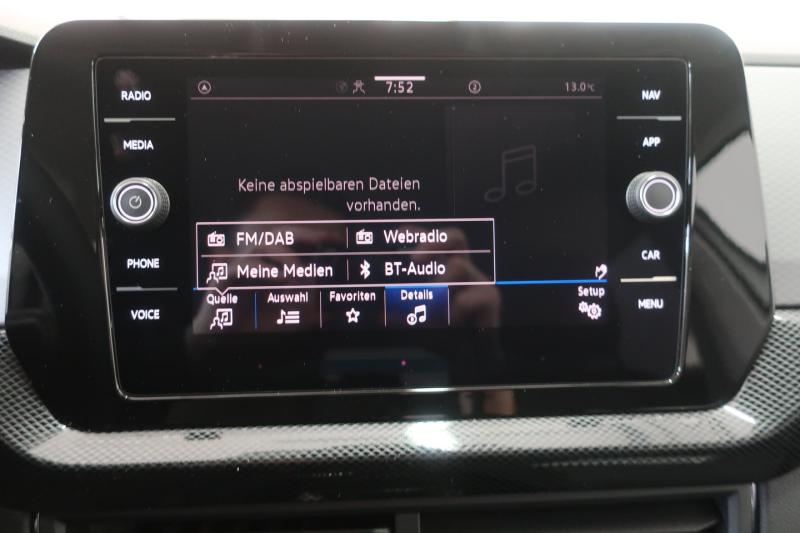 RADIO
MEDIA
PHONE
VOICE
7:52
2
13.0°C
Keine abspielbaren Dateien
vorhanden.
FM/DAB
Webradio
Meine Medien
BT-Audio
Quelle
Auswahl
Favoriten
Details
Setup
NAV
APP
CAR
MENU